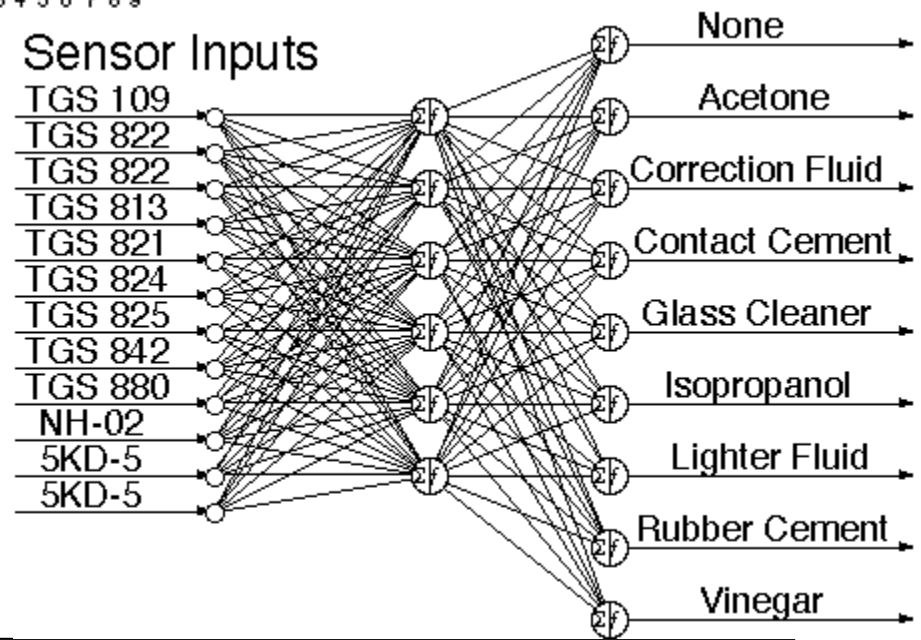 Sensor Inputs
TGS 109
TGS 822
TGS 822
TGS 813
TGS 821
TGS 824
TGS 825
TGS 842
TGS 880
NH-02
5KD-5
5KD-5
None
Acetone
Correction Fluid
Contact Cement
Glass Cleaner
Isopropanol
Lighter Fluid
Rubber Cement
Vinegar